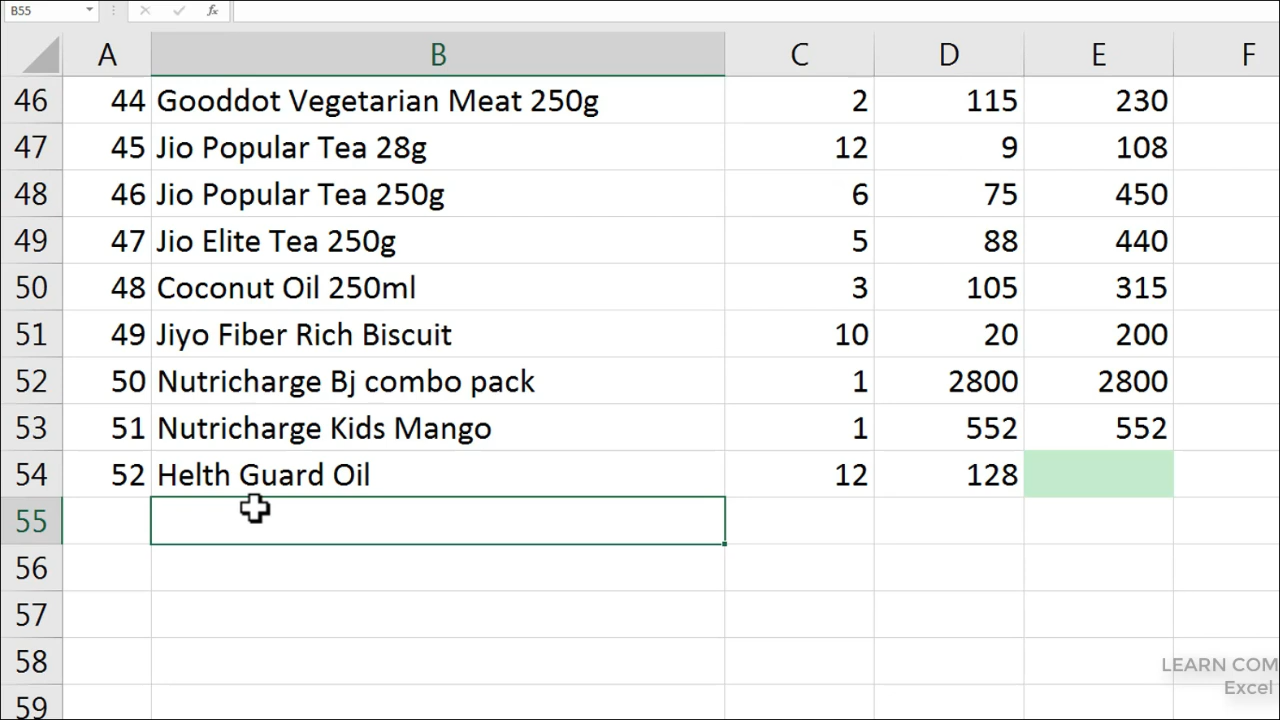 B55 fx
A B C D E F
46 44 Gooddot Vegetarian Meat 250g 2 115 230
47 45 Jio Popular Tea 28g 12 9 108
48 46 Jio Popular Tea 250g 6 75 450
49 47 Jio Elite Tea 250g 5 88 440
50 48 Coconut Oil 250ml 3 105 315
51 49 Jiyo Fiber Rich Biscuit 10 20 200
52 50 Nutricharge Bj combo pack 1 2800 2800
53 51 Nutricharge Kids Mango 1 552 552
54 52 Helth Guard Oil 12 128
55
56
57
58
LEARN COM
Excel
59